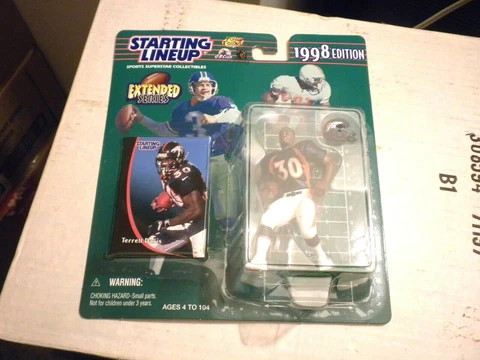 STARTING
LINEUP
SPORTS SUPERSTAR COLLECTIBLES
1998 EDITION
EXTENDED
SERIES
STARTING
LINEUP
30
30
Terrell Davis
WARNING:
CHOKING HAZARD-Small parts.
Not for children under 3 years.
AGES 4 TO 104
B1